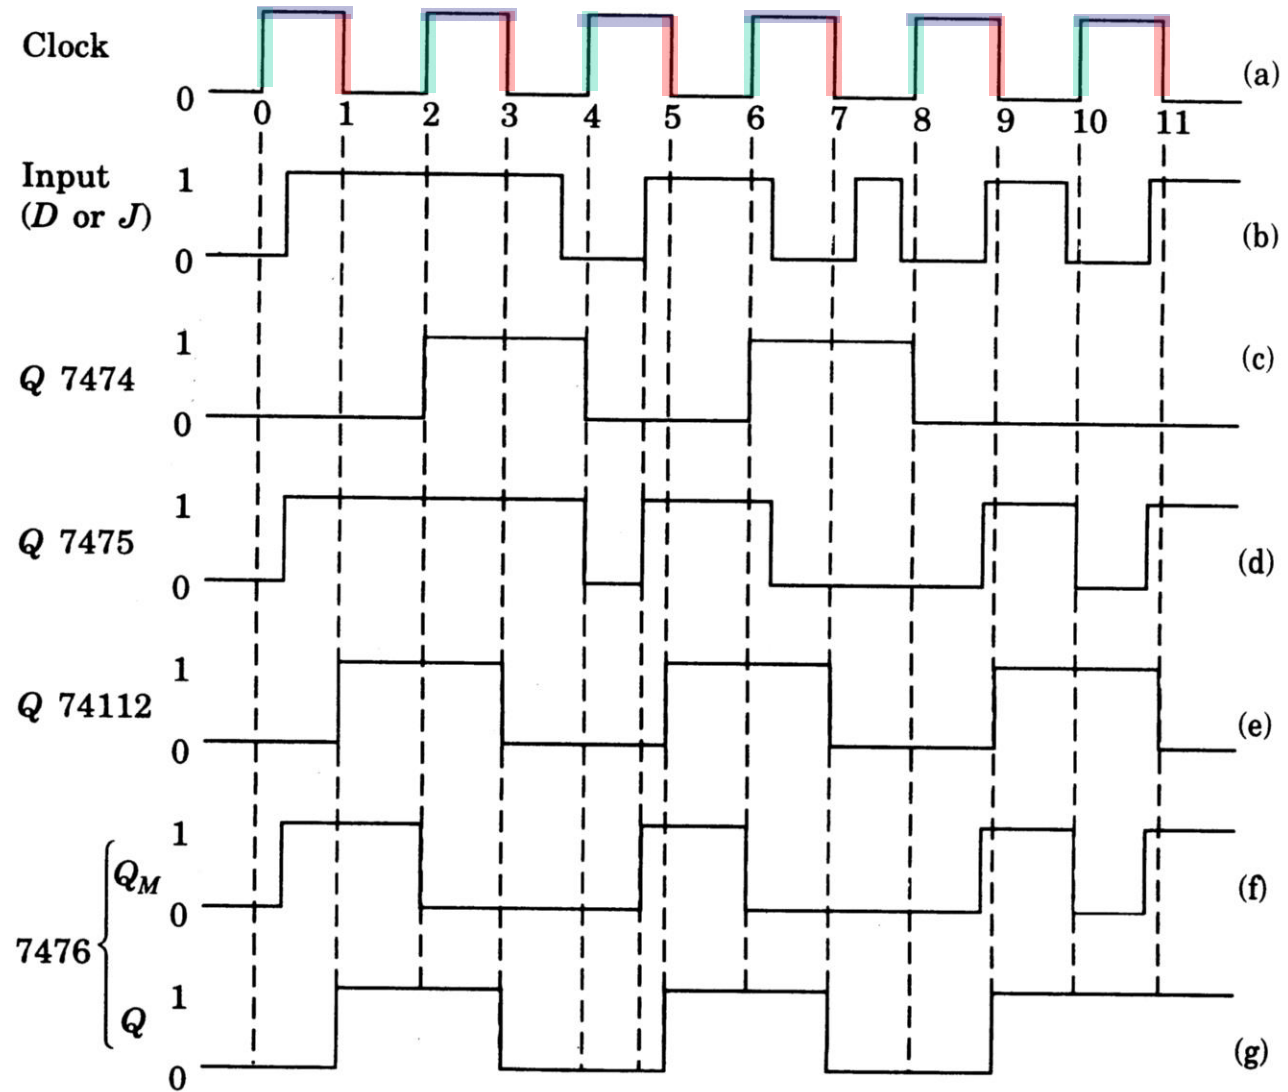 Clock
0
(a)
0 1 2 3 4 5 6 7 8 9 10 11
Input
(D or J)
1
0
(b)
Q 7474
1
0
(c)
Q 7475
1
0
(d)
Q 74112
1
0
(e)
7476
Q_M
1
0
(f)
Q
1
0
(g)